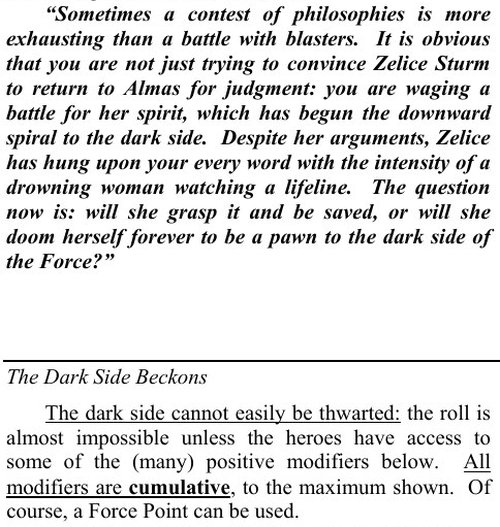 “Sometimes a contest of philosophies is more
exhausting than a battle with blasters. It is obvious
that you are not just trying to convince Zelice Sturm
to return to Almas for judgment: you are waging a
battle for her spirit, which has begun the downward
spiral to the dark side. Despite her arguments, Zelice
has hung upon your every word with the intensity of a
drowning woman watching a lifeline. The question
now is: will she grasp it and be saved, or will she
doom herself forever to be a pawn to the dark side of
the Force?”
The Dark Side Beckons
The dark side cannot easily be thwarted: the roll is
almost impossible unless the heroes have access to
some of the (many) positive modifiers below. All
modifiers are cumulative, to the maximum shown. Of
course, a Force Point can be used.